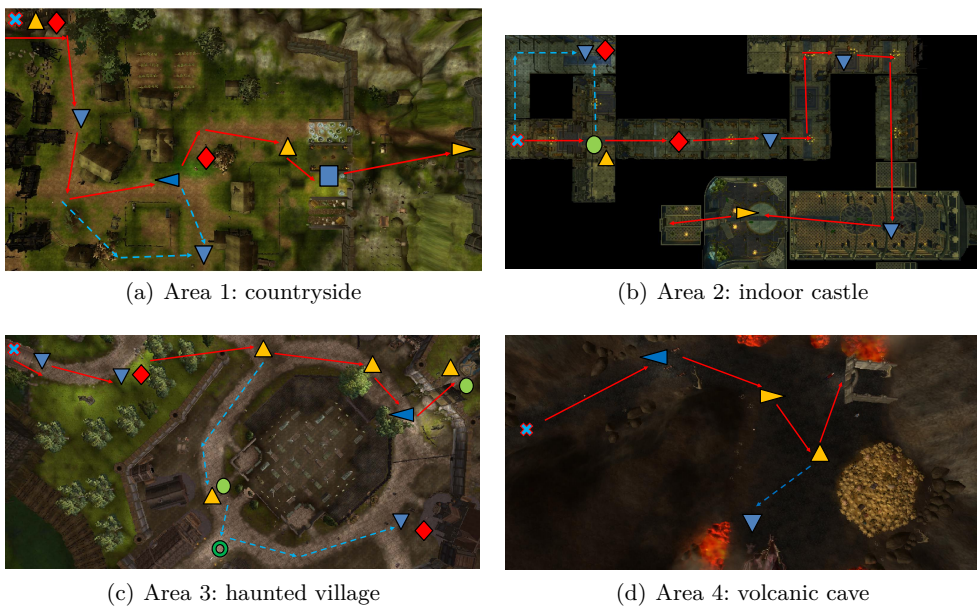 (a) Area 1: countryside
(b) Area 2: indoor castle
(c) Area 3: haunted village
(d) Area 4: volcanic cave